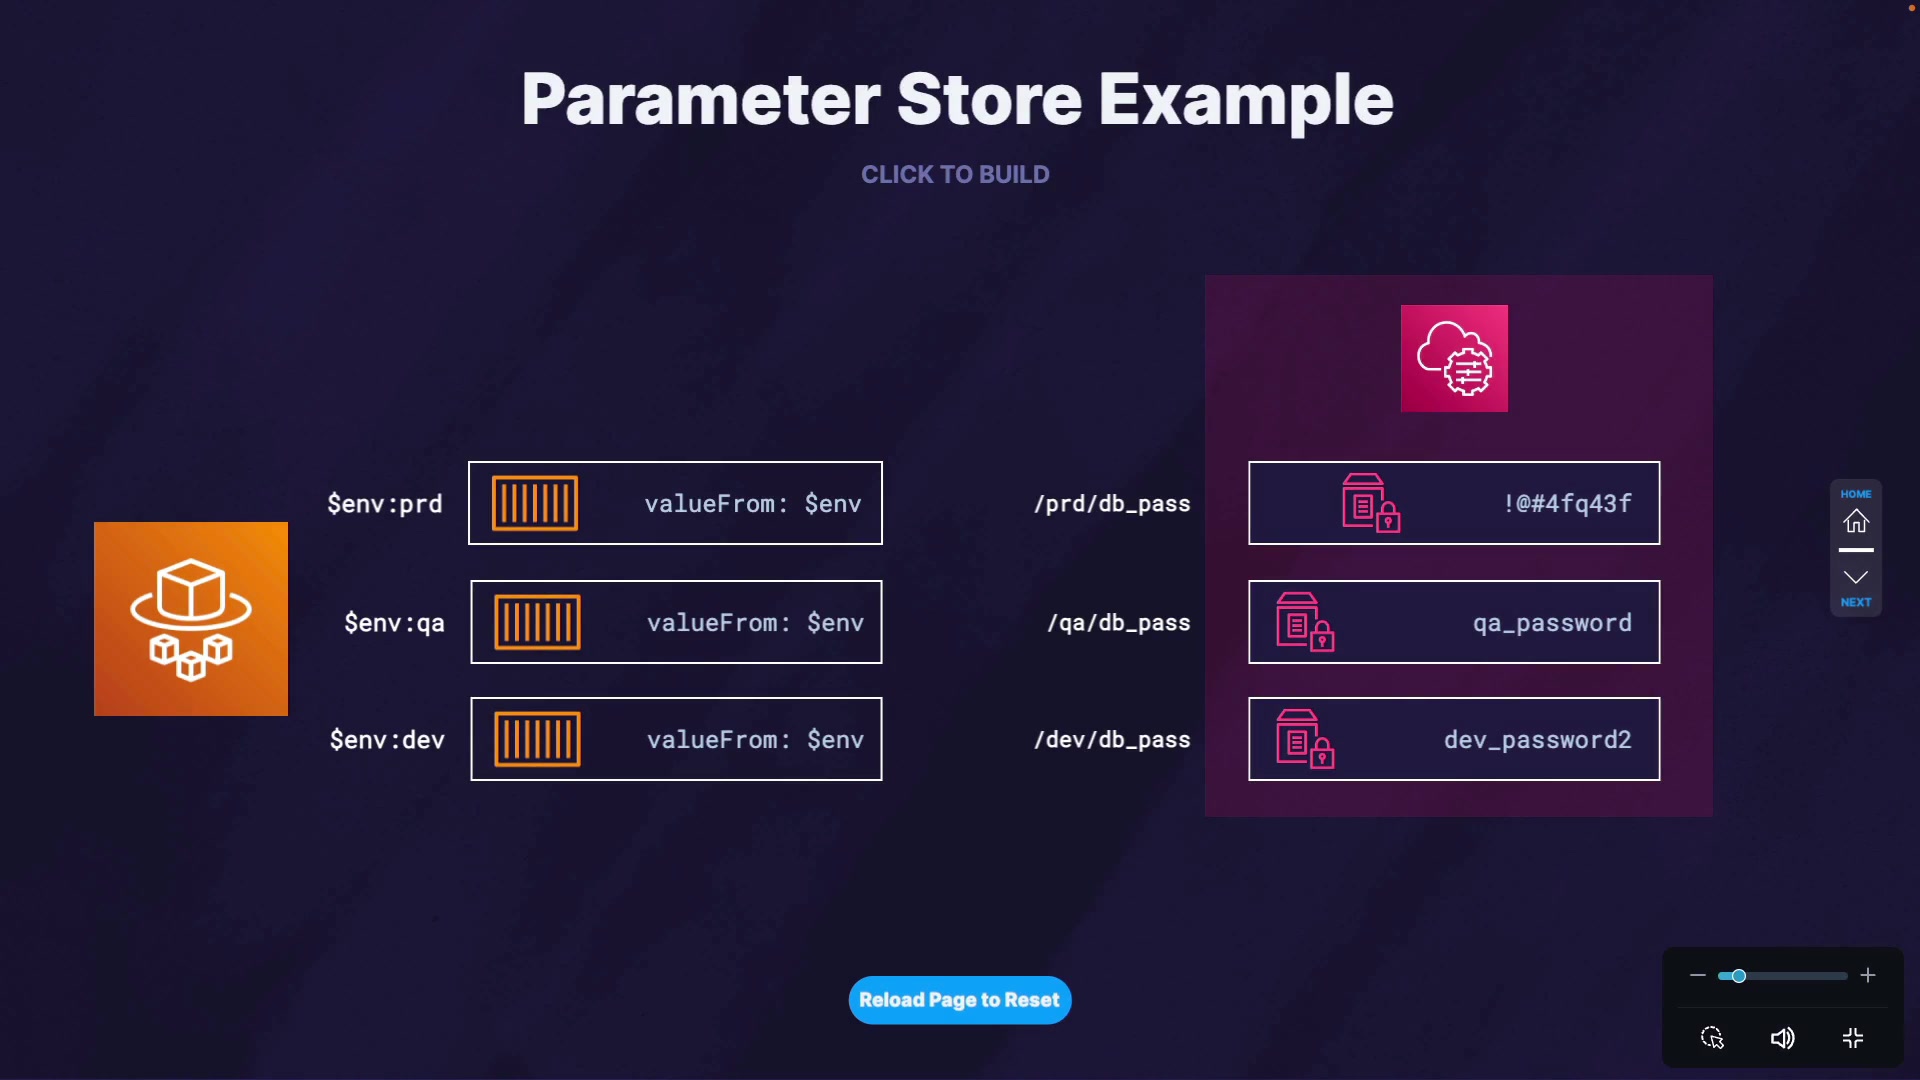 Parameter Store Example
CLICK TO BUILD
$env:prd valueFrom: $env /prd/db_pass !@#4fq43f
$env:qa valueFrom: $env /qa/db_pass qa_password
$env:dev valueFrom: $env /dev/db_pass dev_password2
HOME
NEXT
Reload Page to Reset